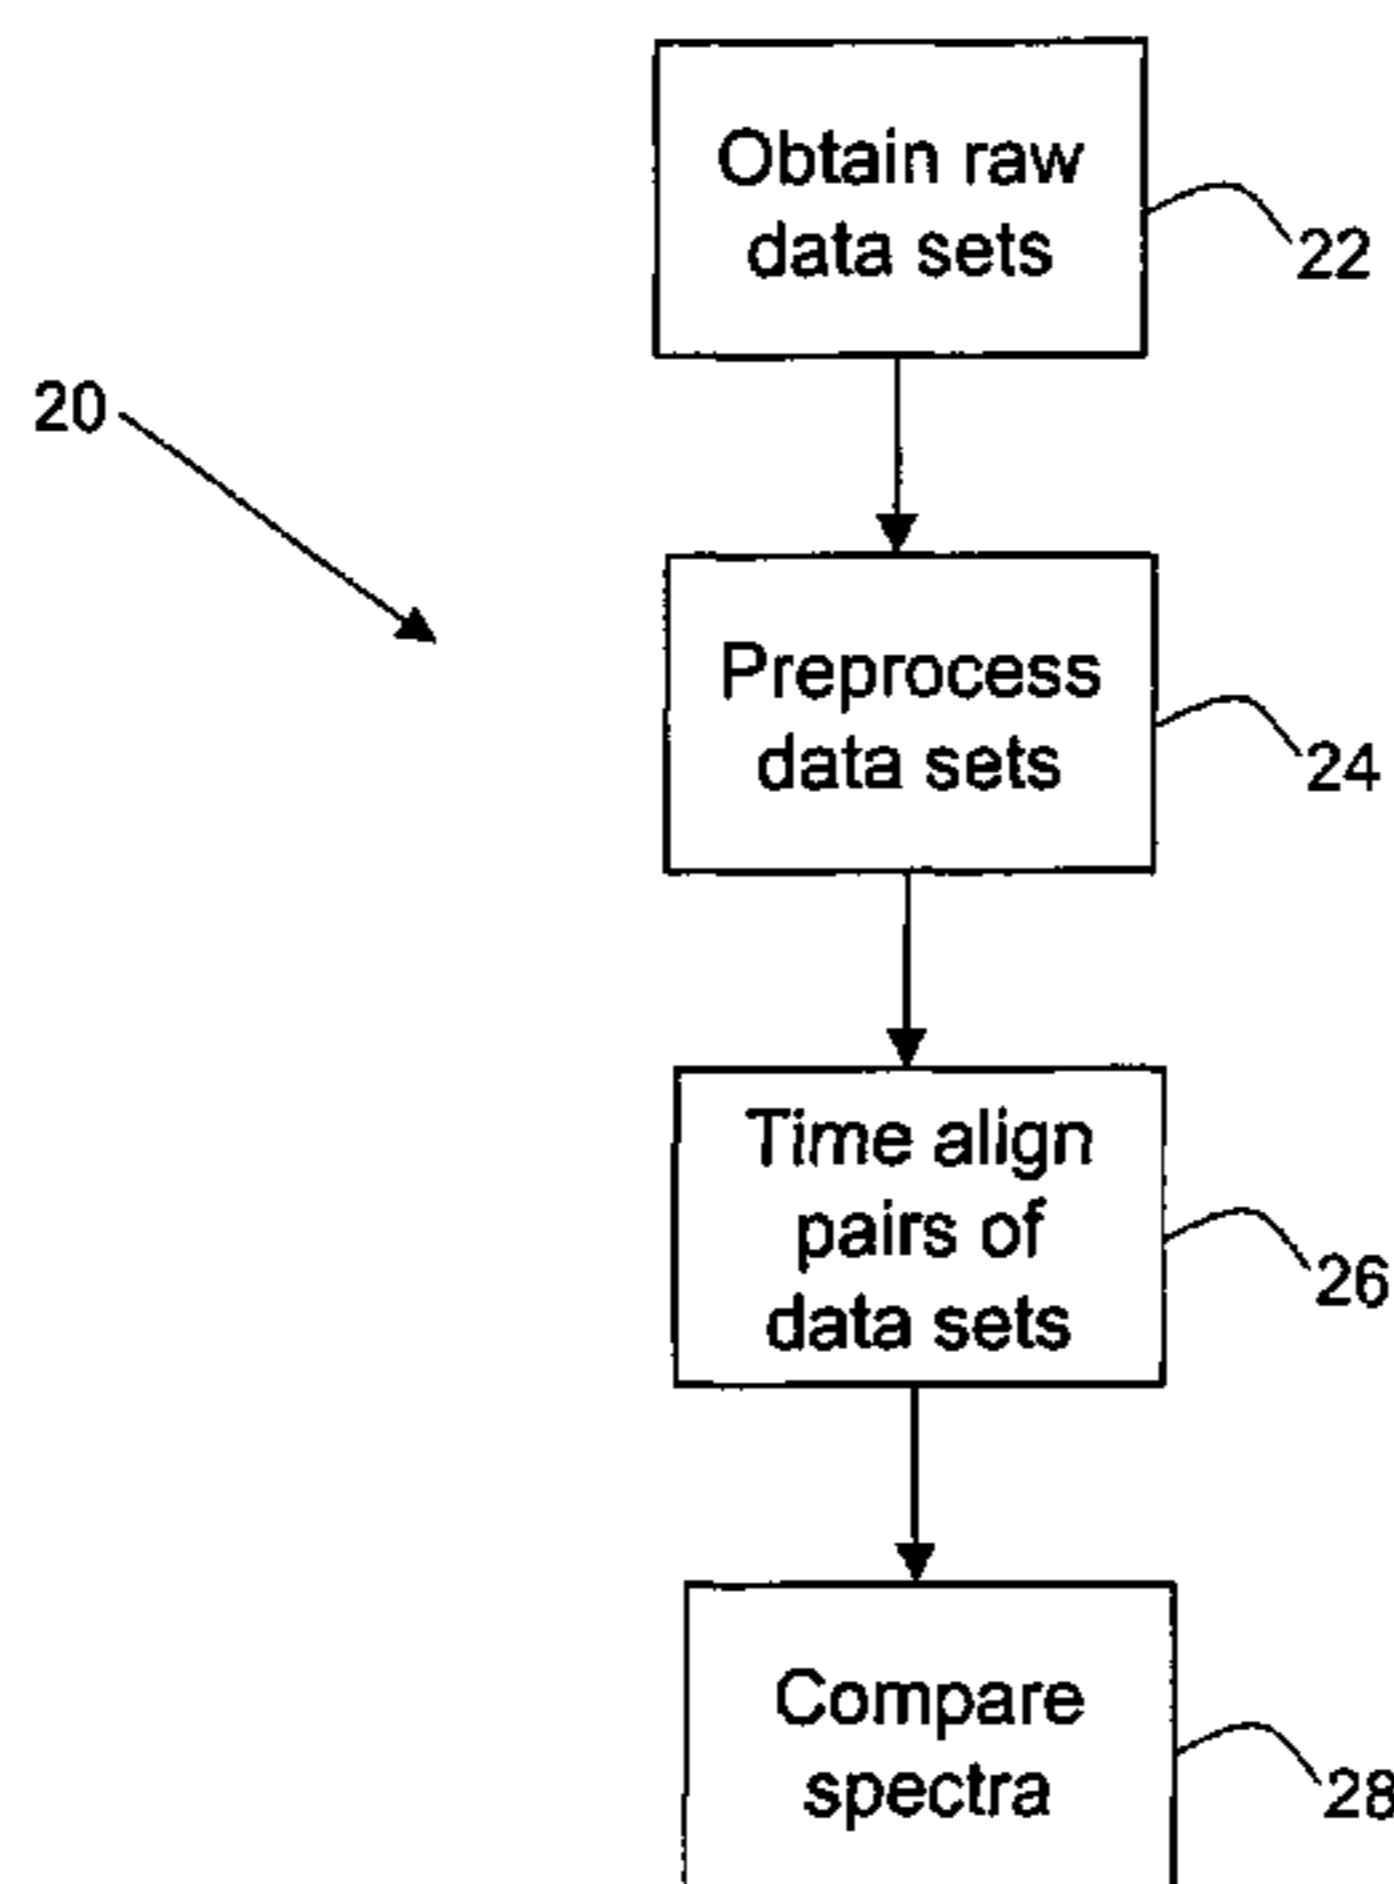 Obtain raw
data sets
22
20
Preprocess
data sets
24
Time align
pairs of
data sets
26
Compare
spectra
28